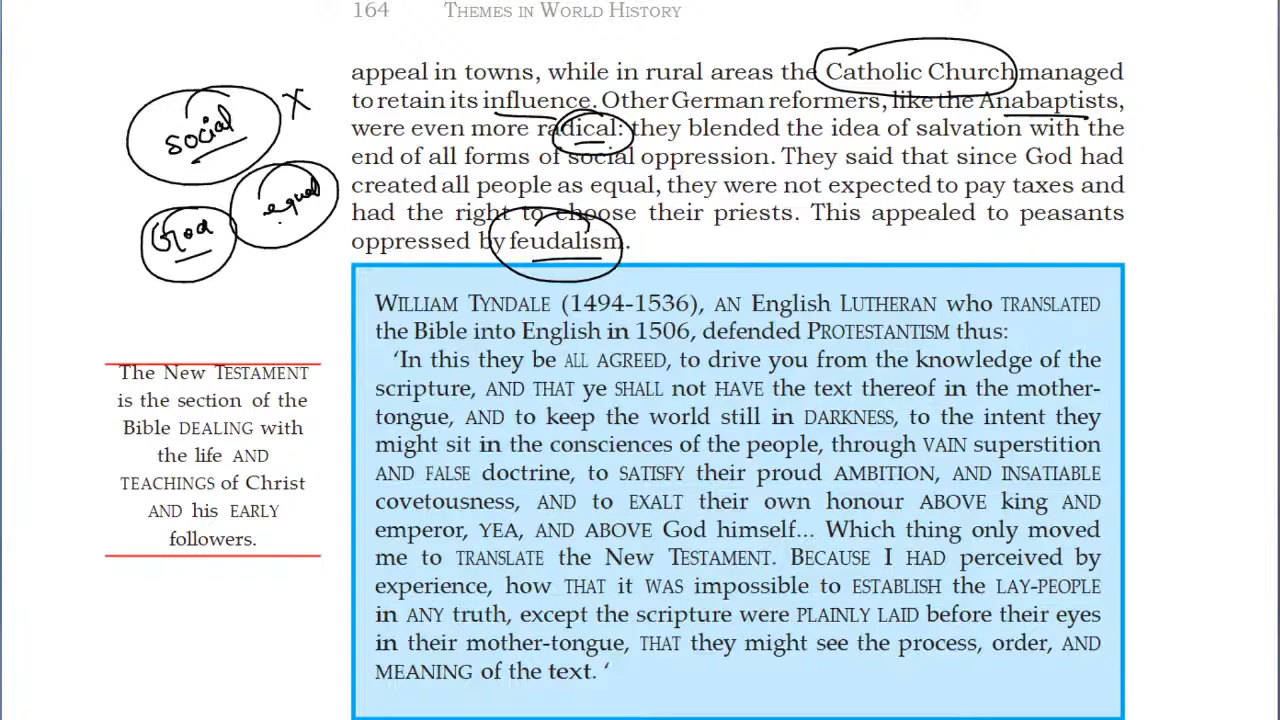 164 THEMES IN WORLD HISTORY
appeal in towns, while in rural areas the Catholic Church managed
to retain its influence. Other German reformers, like the Anabaptists,
were even more radical: they blended the idea of salvation with the
end of all forms of social oppression. They said that since God had
created all people as equal, they were not expected to pay taxes and
had the right to choose their priests. This appealed to peasants
oppressed by feudalism.
social X
equal
God
WILLIAM TYNDALE (1494-1536), AN English LUTHERAN who TRANSLATED
the Bible into English in 1506, defended PROTESTANTISM thus:
‘In this they be ALL AGREED, to drive you from the knowledge of the
scripture, AND THAT ye SHALL not HAVE the text thereof in the mother-
tongue, AND to keep the world still in DARKNESS, to the intent they
might sit in the consciences of the people, through VAIN superstition
AND FALSE doctrine, to SATISFY their proud AMBITION, AND INSATIABLE
covetousness, AND to EXALT their own honour ABOVE king AND
emperor, YEA, AND ABOVE God himself... Which thing only moved
me to TRANSLATE the New TESTAMENT. BECAUSE I HAD perceived by
experience, how THAT it WAS impossible to ESTABLISH the LAY-PEOPLE
in ANY truth, except the scripture were PLAINLY LAID before their eyes
in their mother-tongue, THAT they might see the process, order, AND
MEANING of the text. ‘
The New TESTAMENT
is the section of the
Bible DEALING with
the life AND
TEACHINGS of Christ
AND his EARLY
followers.